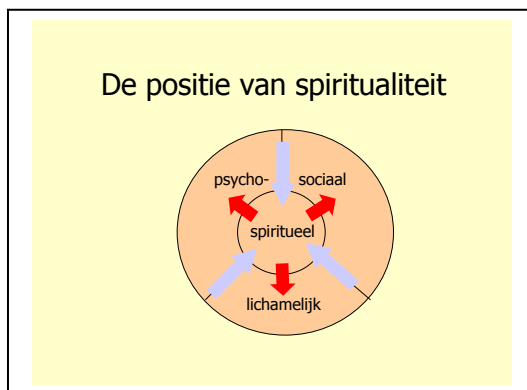 De positie van spiritualiteit
psycho- sociaal
spiritueel
lichamelijk